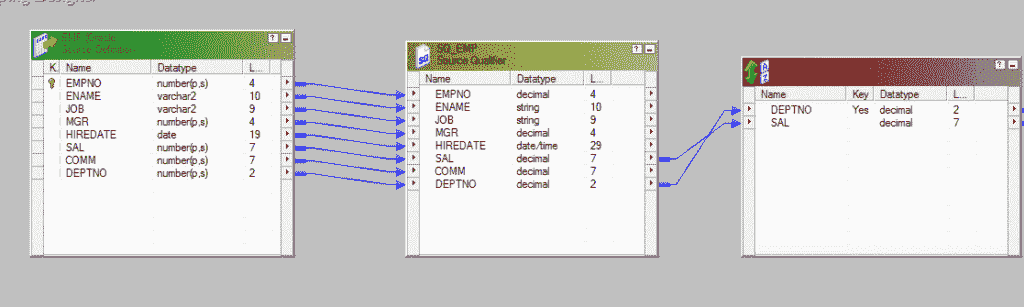 Source Definition
K. Name Datatype L...
EMPNO number(p,s) 4
ENAME varchar2 10
JOB varchar2 9
MGR number(p,s) 4
HIREDATE date 19
SAL number(p,s) 7
COMM number(p,s) 7
DEPTNO number(p,s) 2
SQ_EMP
Source Qualifier
Name Datatype L...
EMPNO decimal 4
ENAME string 10
JOB string 9
MGR decimal 4
HIREDATE date/time 29
SAL decimal 7
COMM decimal 7
DEPTNO decimal 2
Name Key Datatype L...
DEPTNO Yes decimal 2
SAL decimal 7